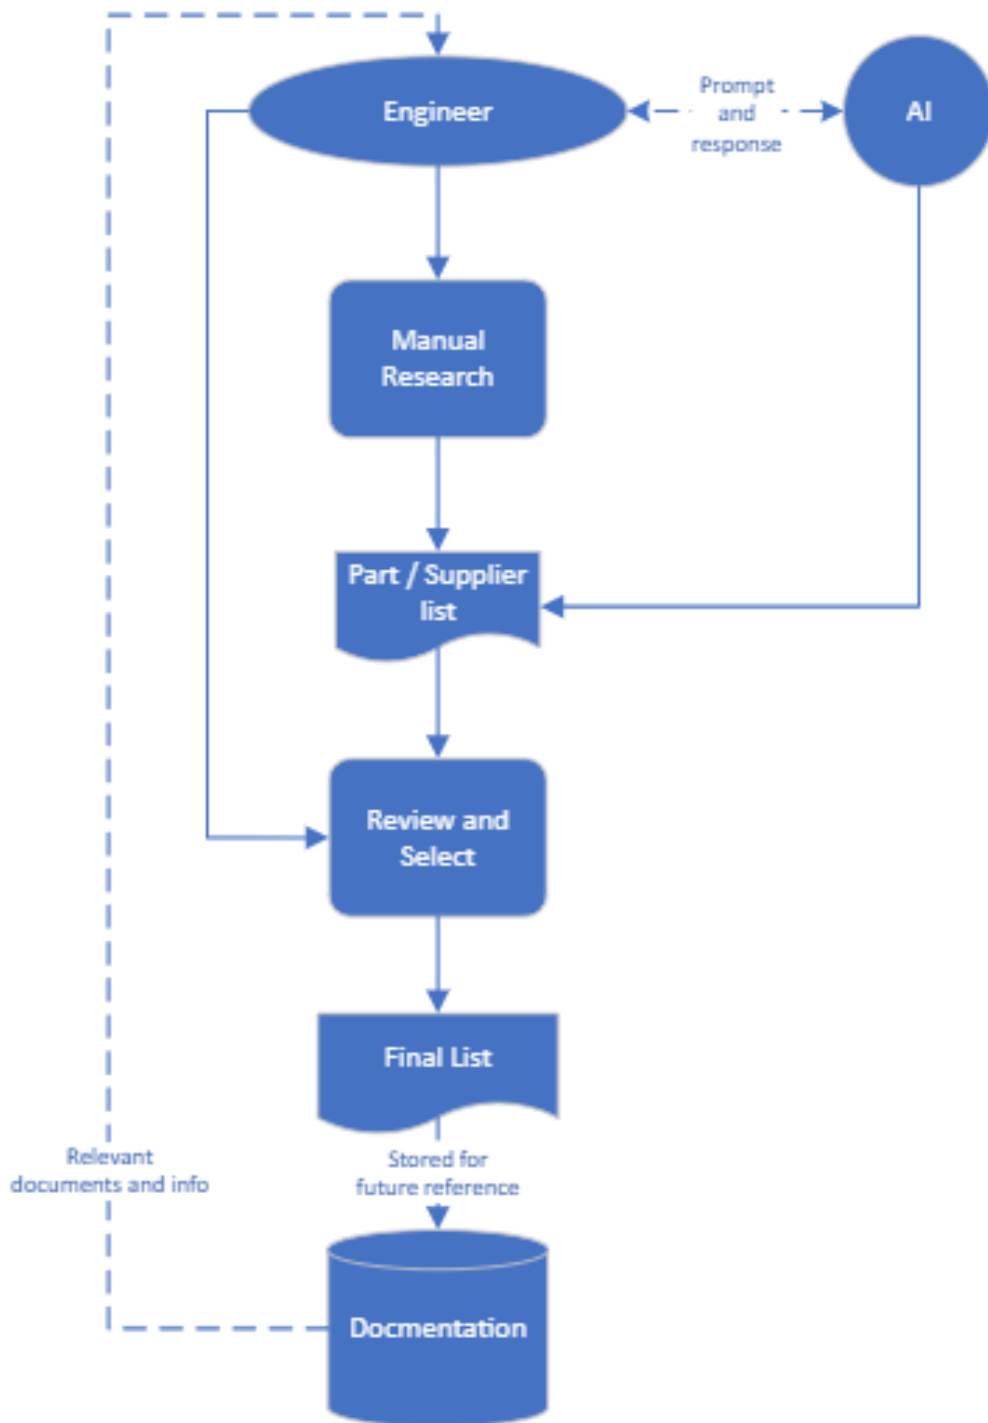 Engineer
Prompt
and
response
AI
Manual
Research
Part / Supplier
list
Review and
Select
Final List
Relevant
documents and info
Stored for
future reference
Docmentation